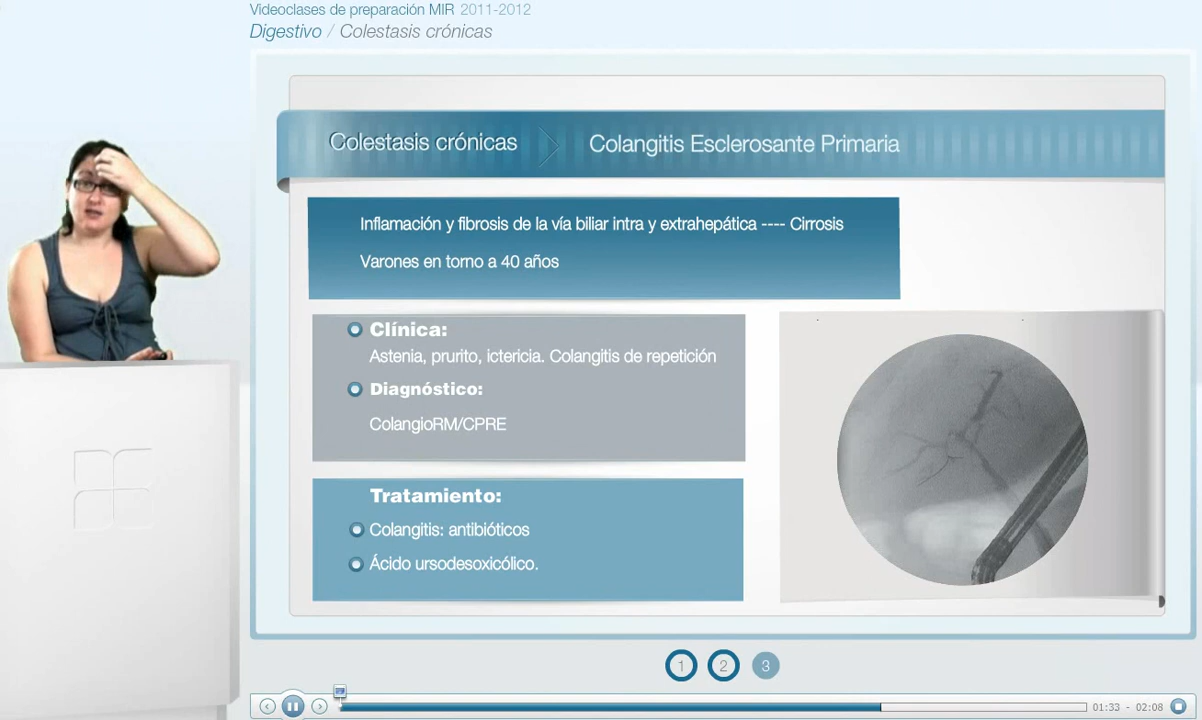 Videoclases de preparación MIR 2011-2012
Digestivo / Colestasis crónicas
Colestasis crónicas Colangitis Esclerosante Primaria
Inflamación y fibrosis de la vía biliar intra y extrahepática ---- Cirrosis
Varones en torno a 40 años
Clínica:
Astenia, prurito, ictericia. Colangitis de repetición
Diagnóstico:
ColangioRM/CPRE
Tratamiento:
Colangitis: antibióticos
Ácido ursodesoxicólico.
1 2 3
01:33 - 02:08